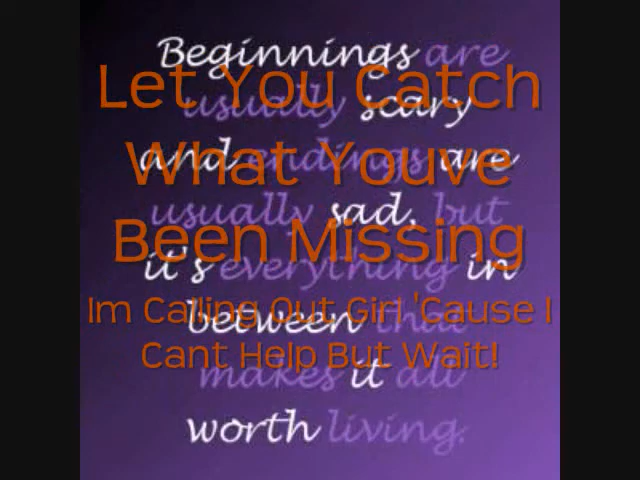 Beginnings are
Let You Catch
usually scary
What Youve
and endings are
usually sad, but
Been Missing
it's everything in
Im Calling Out Girl 'Cause I
between that
Cant Help But Wait!
makes it all
worth living.